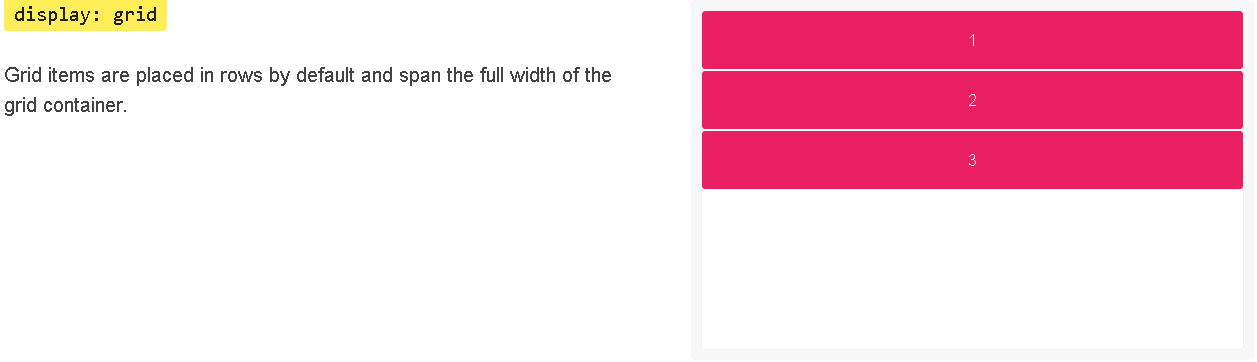 display: grid
Grid items are placed in rows by default and span the full width of the
grid container.
1
2
3